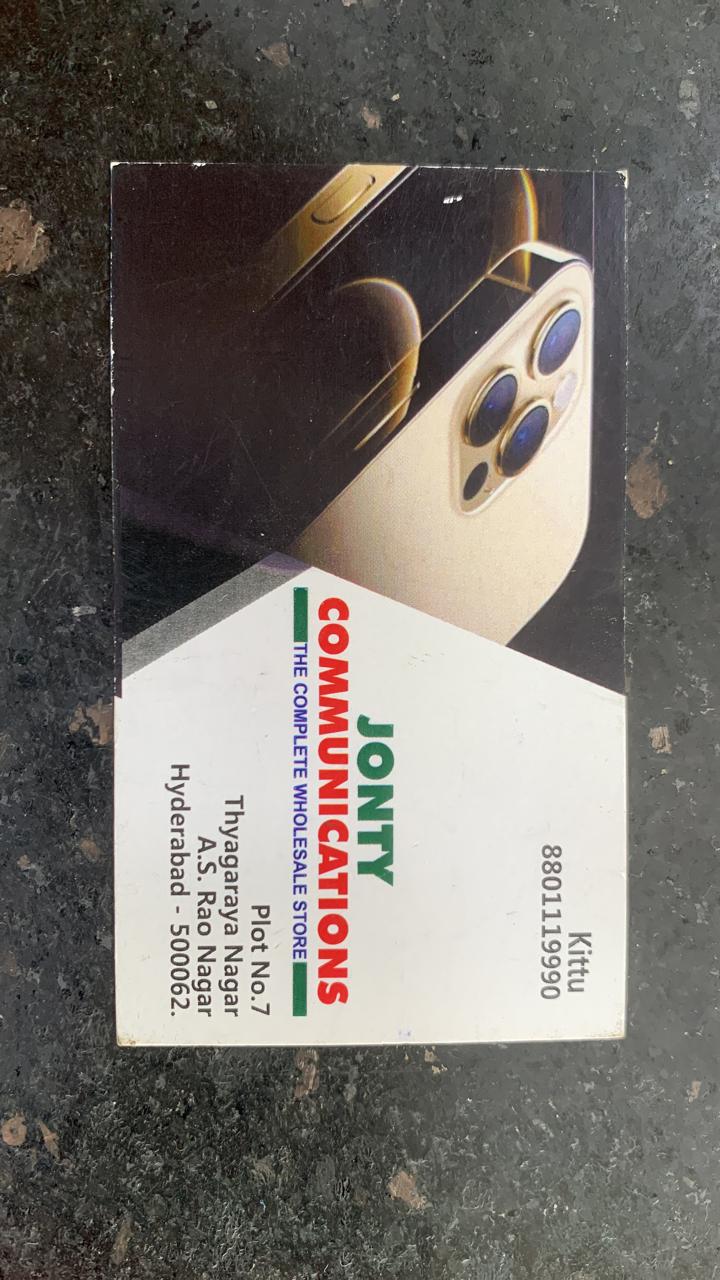 Kittu
8801119990
JONTY
COMMUNICATIONS
THE COMPLETE WHOLESALE STORE
Plot No.7
Thyagaraya Nagar
A.S. Rao Nagar
Hyderabad - 500062.